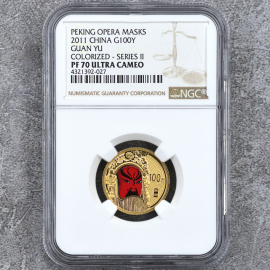 PEKING OPERA MASKS
2011 CHINA G100Y
GUAN YU
COLORIZED - SERIES II
PF 70 ULTRA CAMEO
4321392-027
NUMISMATIC GUARANTY CORPORATION
NGC
100